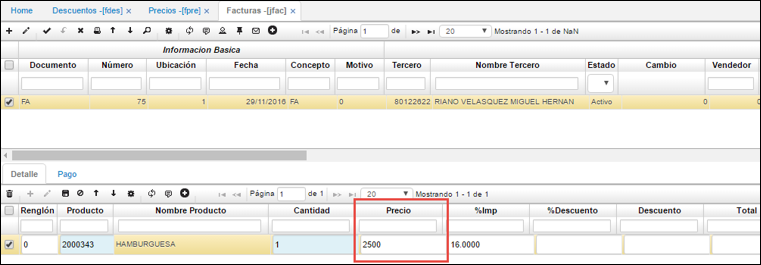 Home Descuentos -[fdes] × Precios -[fpre] × Facturas -[jfac] ×
Página 1 de 20 Mostrando 1 - 1 de NaN
Informacion Basica
Documento Número Ubicación Fecha Concepto Motivo Tercero Nombre Tercero Estado Cambio Vendedor
FA 75 1 29/11/2016 FA 0 80122622 RIANO VELASQUEZ MIGUEL HERNAN Activo 0
Detalle Pago
Página 1 de 1 20 Mostrando 1 - 1 de 1
Renglón Producto Nombre Producto Cantidad Precio %Imp %Descuento Descuento Total
0 2000343 HAMBURGUESA 1 2500 16.0000